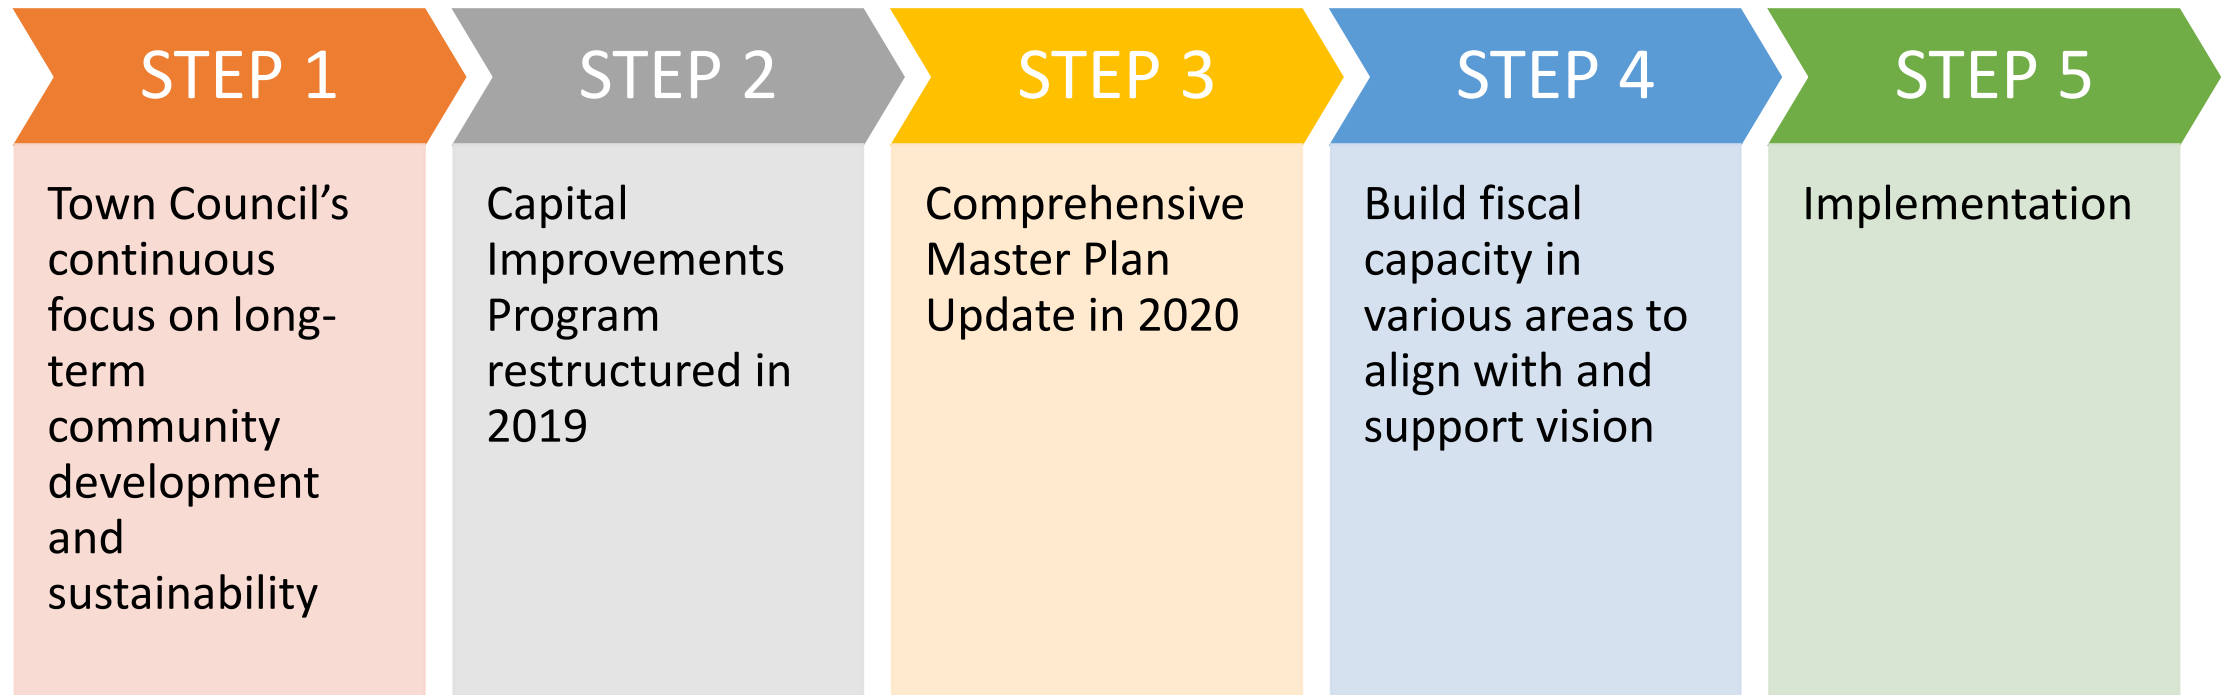 STEP 1
Town Council’s
continuous
focus on long-
term
community
development
and
sustainability
STEP 2
Capital
Improvements
Program
restructured in
2019
STEP 3
Comprehensive
Master Plan
Update in 2020
STEP 4
Build fiscal
capacity in
various areas to
align with and
support vision
STEP 5
Implementation